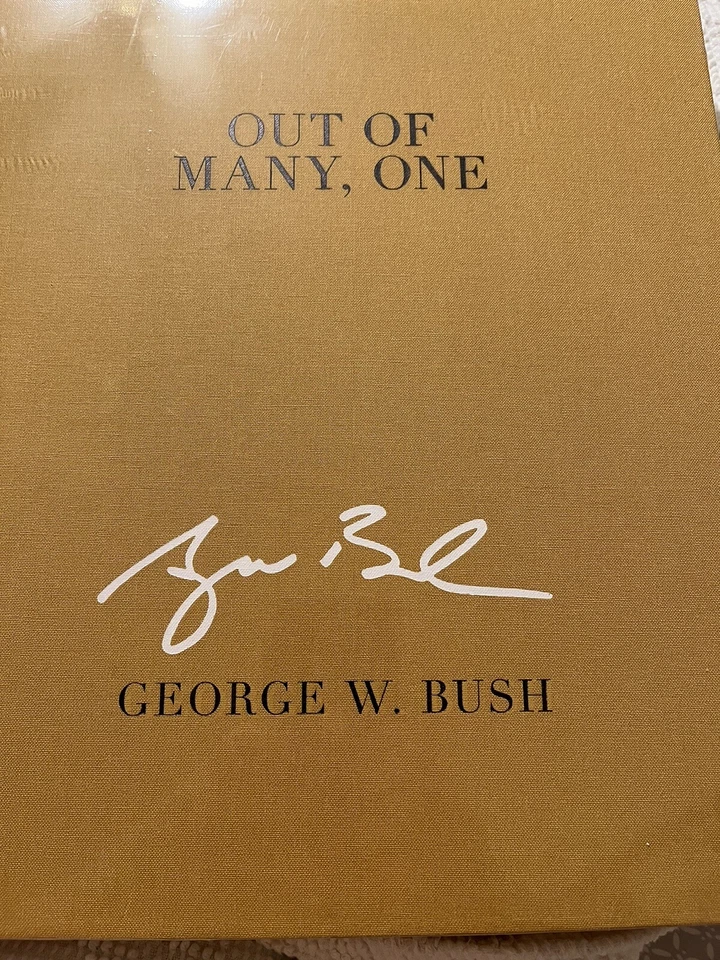 OUT OF
MANY, ONE
GEORGE W. BUSH